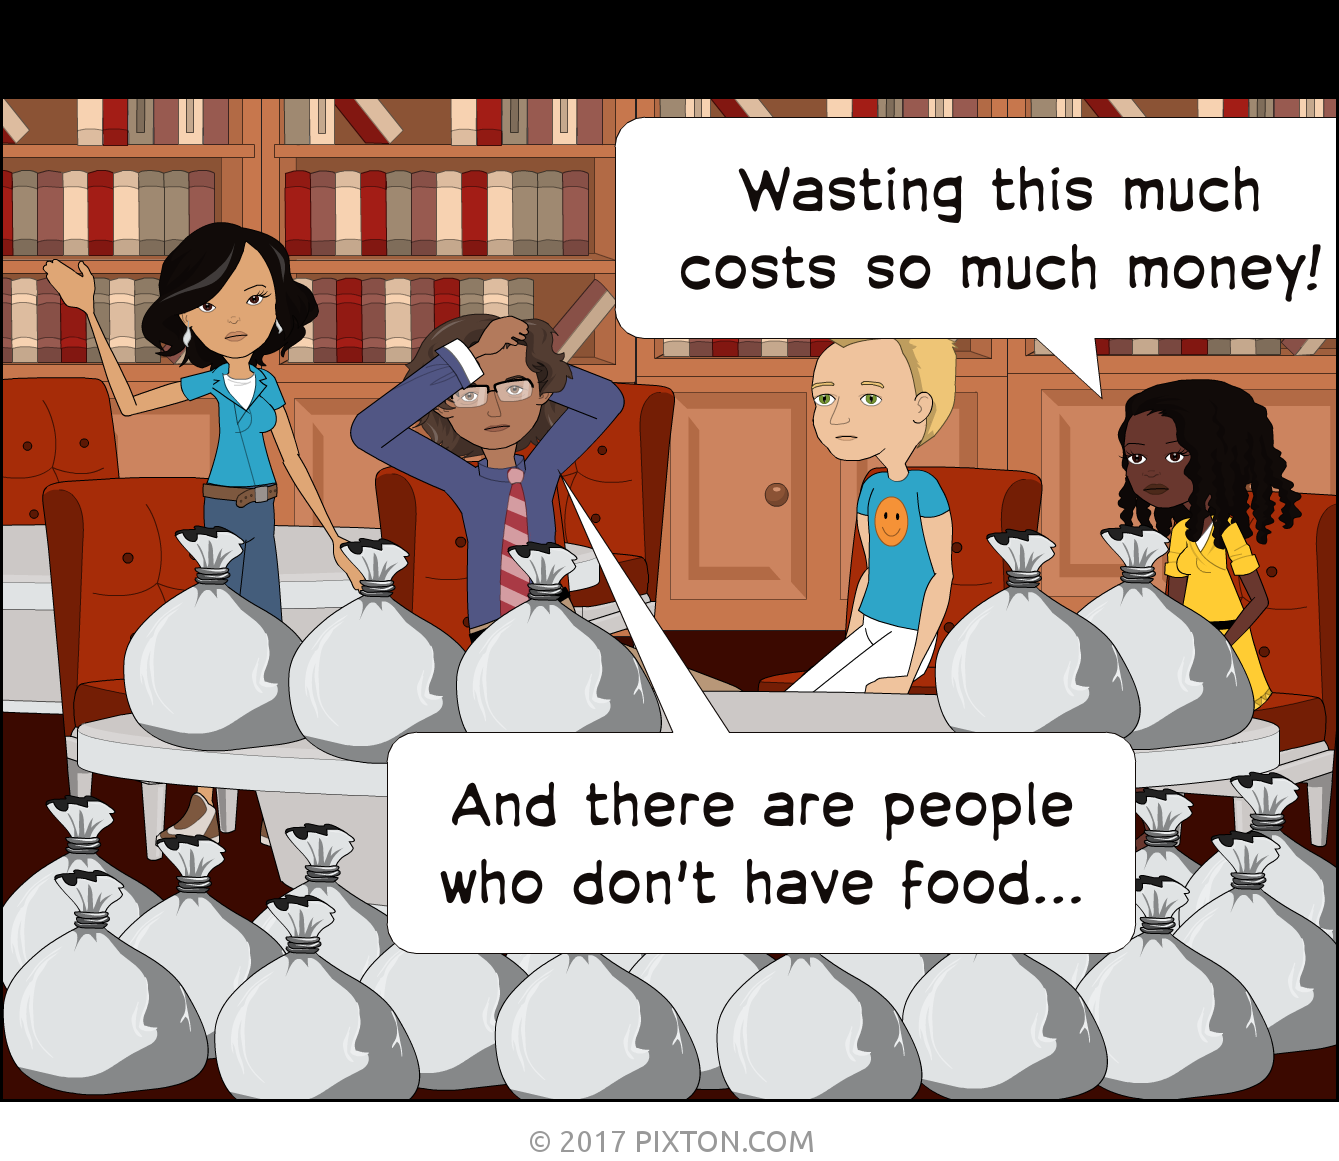 Wasting this much
costs so much money!
And there are people
who don't have food...
© 2017 PIXTON.COM